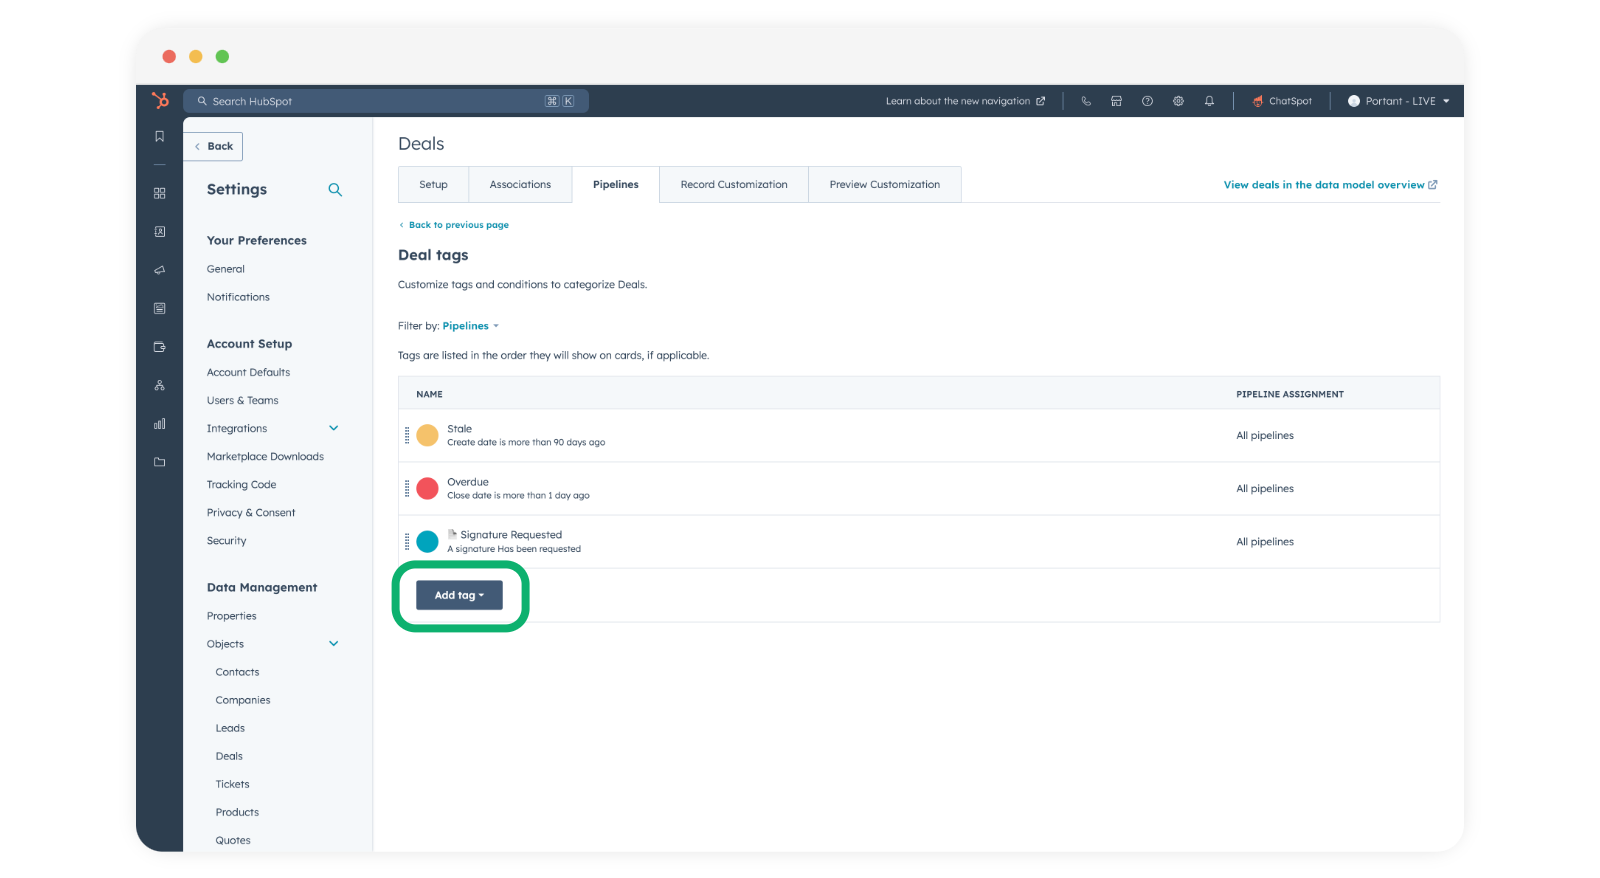 Search HubSpot
⌘ K
Learn about the new navigation
ChatSpot
Portant - LIVE
Back
Settings
Your Preferences
General
Notifications
Account Setup
Account Defaults
Users & Teams
Integrations
Marketplace Downloads
Tracking Code
Privacy & Consent
Security
Data Management
Properties
Objects
Contacts
Companies
Leads
Deals
Tickets
Products
Quotes
Deals
Setup
Associations
Pipelines
Record Customization
Preview Customization
View deals in the data model overview
Back to previous page
Deal tags
Customize tags and conditions to categorize Deals.
Filter by: Pipelines
Tags are listed in the order they will show on cards, if applicable.
NAME
PIPELINE ASSIGNMENT
Stale
Create date is more than 90 days ago
All pipelines
Overdue
Close date is more than 1 day ago
All pipelines
Signature Requested
A signature Has been requested
All pipelines
Add tag